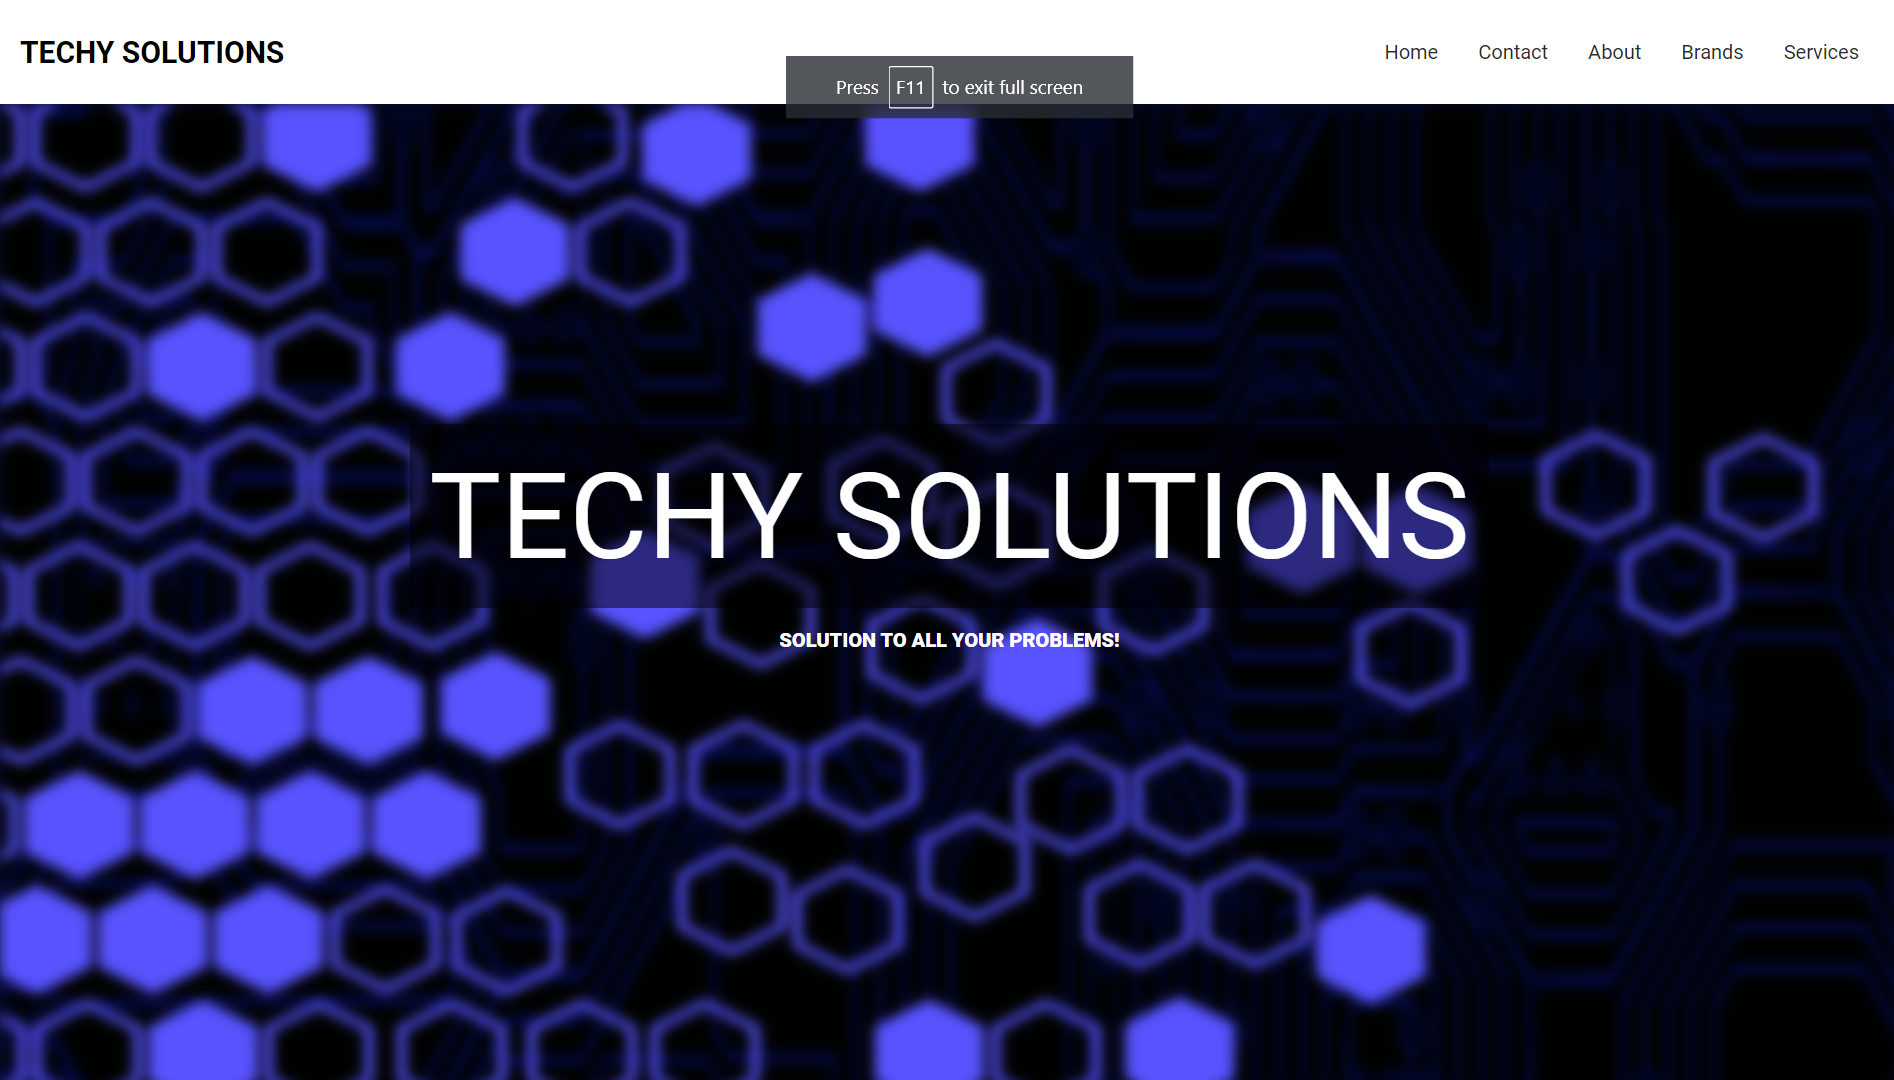 TECHY SOLUTIONS
Home Contact About Brands Services
Press F11 to exit full screen
TECHY SOLUTIONS
SOLUTION TO ALL YOUR PROBLEMS!